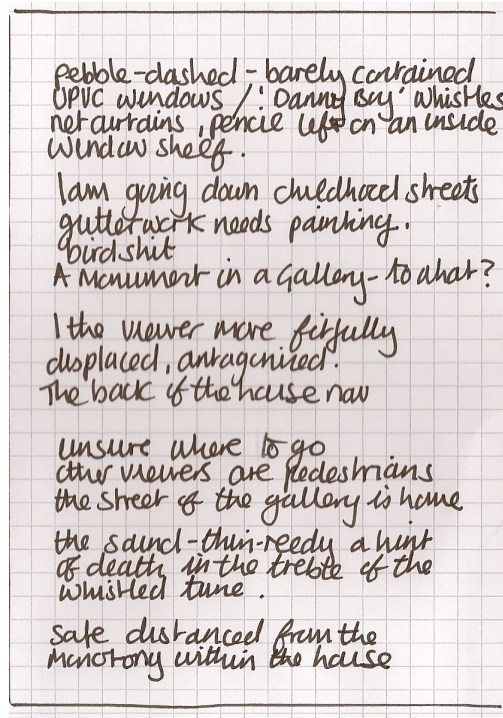 pebble-dashed - barely contained
UPVC windows / 'Danny Boy' whistles
net curtains, pencil left on an inside
window shelf.
I am going down childhood streets
gutterwork needs painting.
birdshit
A Monument in a Gallery - to what?
I the viewer move fitfully
displaced, antagonized.
The back of the house now
unsure where to go
other viewers are pedestrians
the street of the gallery is home
the sound - thin - reedy a hint
of death in the treble of the
whistled tune.
safe distanced from the
monotony within the house